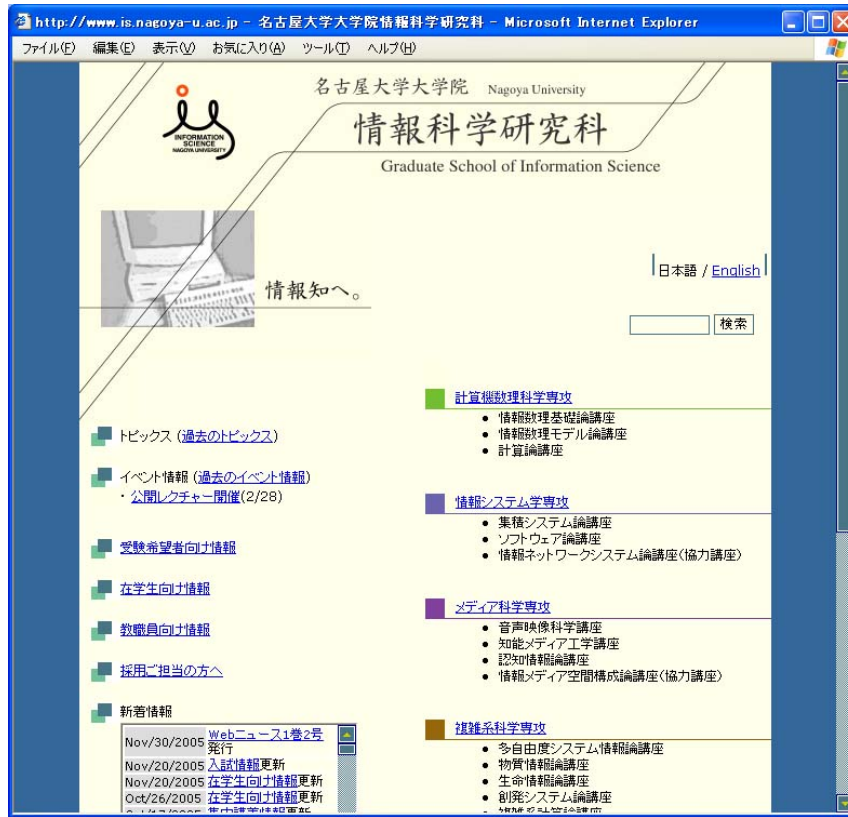 http://www.is.nagoya-u.ac.jp - 名古屋大学大学院情報科学研究科 - Microsoft Internet Explorer
ファイル(F) 編集(E) 表示(V) お気に入り(A) ツール(T) ヘルプ(H)
名古屋大学大学院 Nagoya University
情報科学研究科
Graduate School of Information Science
INFORMATION
SCIENCE
NAGOYA UNIVERSITY
情報知へ。
日本語 / English
検索
トピックス (過去のトピックス)
イベント情報 (過去のイベント情報)
・公開レクチャー開催(2/28)
受験希望者向け情報
在学生向け情報
教職員向け情報
採用ご担当の方へ
新着情報
Nov/30/2005 Webニュース1巻2号
発行
Nov/20/2005 入試情報更新
Nov/20/2005 在学生向け情報更新
Oct/26/2005 在学生向け情報更新
計算機数理科学専攻
• 情報数理基礎論講座
• 情報数理モデル論講座
• 計算論講座
情報システム学専攻
• 集積システム論講座
• ソフトウェア論講座
• 情報ネットワークシステム論講座(協力講座)
メディア科学専攻
• 音声映像科学講座
• 知能メディア工学講座
• 認知情報論講座
• 情報メディア空間構成論講座(協力講座)
複雑系科学専攻
• 多自由度システム情報論講座
• 物質情報論講座
• 生命情報論講座
• 創発システム論講座
• 複雑系計算論講座